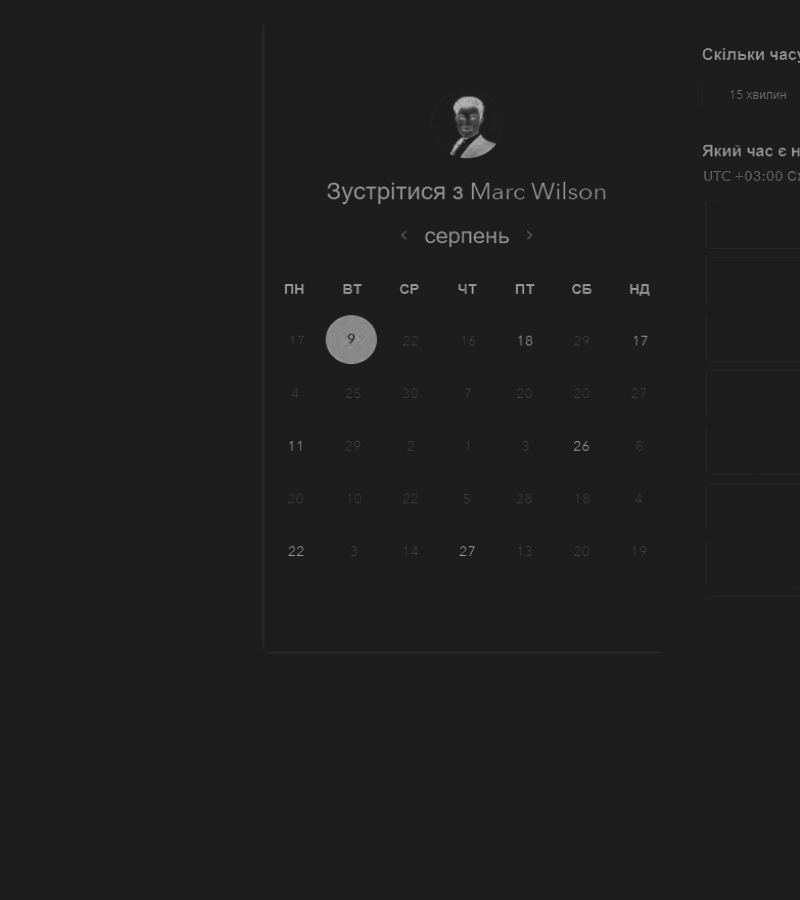 Зустрітися з Marc Wilson
серпень
ПН ВТ СР ЧТ ПТ СБ НД
17 9 22 16 18 29 17
4 25 30 7 20 20 27
11 29 2 1 3 26 8
20 10 22 5 28 18 4
22 3 14 27 13 20 19
Скільки часу
15 хвилин
Який час є
UTC +03:00